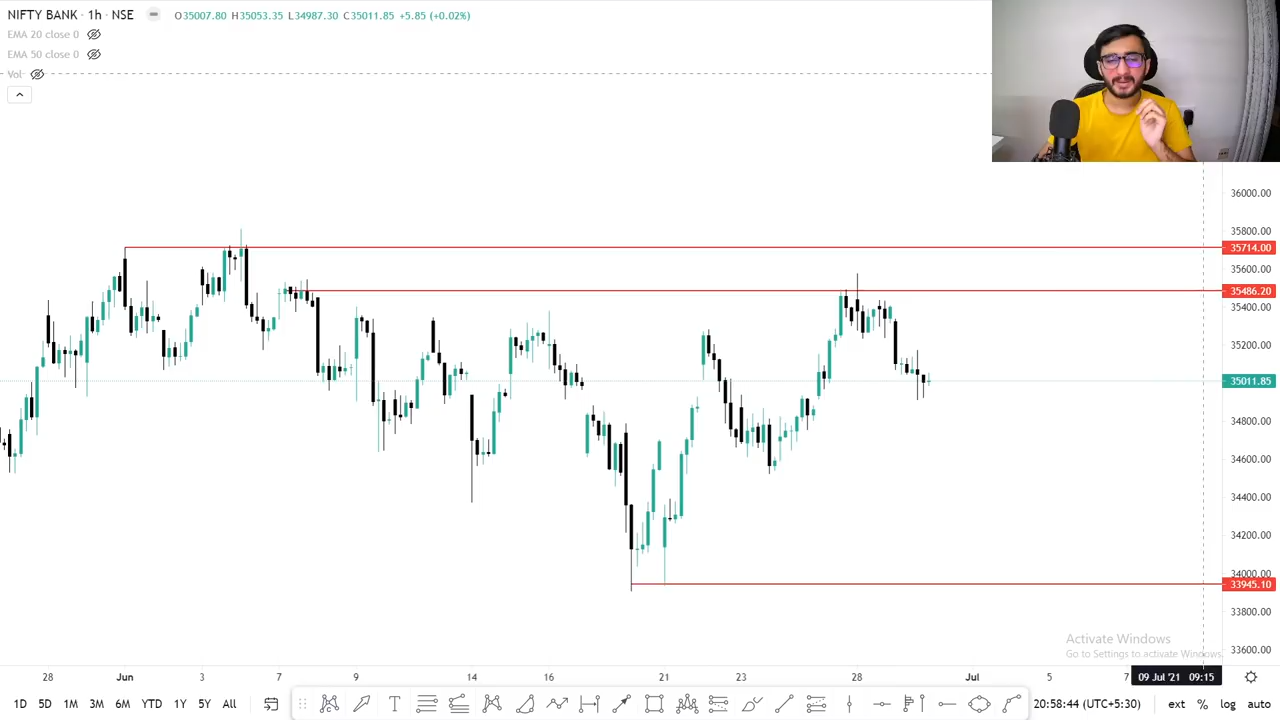 NIFTY BANK · 1h · NSE O35007.80 H35053.35 L34987.30 C35011.85 +5.85 (+0.02%)
EMA 20 close 0
EMA 50 close 0
Vol
36000.00
35800.00
35714.00
35600.00
35486.20
35400.00
35200.00
35011.85
34800.00
34600.00
34400.00
34200.00
34000.00
33945.10
33800.00
33600.00
Activate Windows
Go to Settings to activate Windows.
28 Jun 3 7 9 14 16 21 23 28 Jul 5 7 09 Jul '21 09:15
1D 5D 1M 3M 6M YTD 1Y 5Y All 20:58:44 (UTC+5:30) ext % log auto